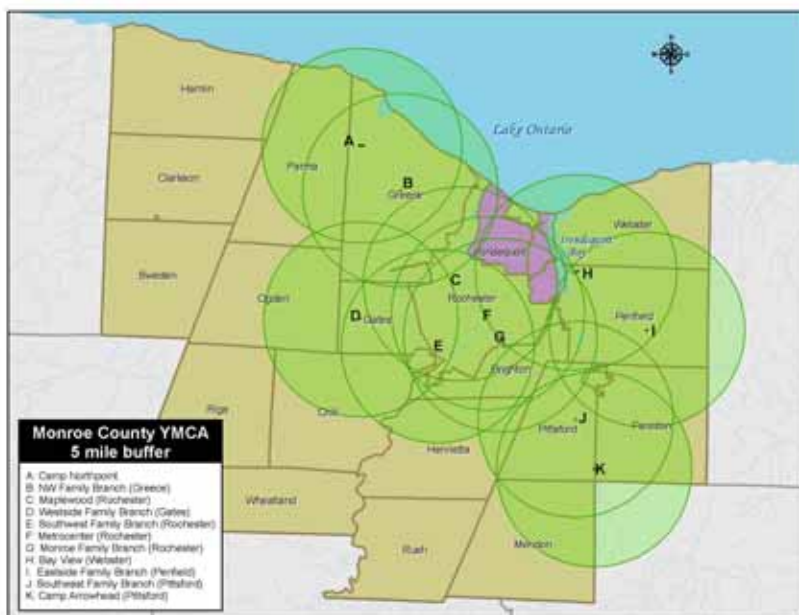 Lake Ontario
Hamlin
A
Parma
Clarkson
B
Greece
Webster
Sweden
Irondequoit
Irondequoit
Bay
H
C
Ogden
Rochester
D
Gates
F
Penfield
I
E
G
Brighton
Riga
Chili
J
Pittsford
Perinton
Henrietta
K
Wheatland
Rush
Mendon
Monroe County YMCA
5 mile buffer
A: Camp Northpoint
B: NW Family Branch (Greece)
C: Maplewood (Rochester)
D: Westside Family Branch (Gates)
E: Southwest Family Branch (Rochester)
F: Metrocenter (Rochester)
G: Monroe Family Branch (Rochester)
H: Bay View (Webster)
I: Eastside Family Branch (Penfield)
J: Southeast Family Branch (Pittsford)
K: Camp Arrowhead (Pittsford)